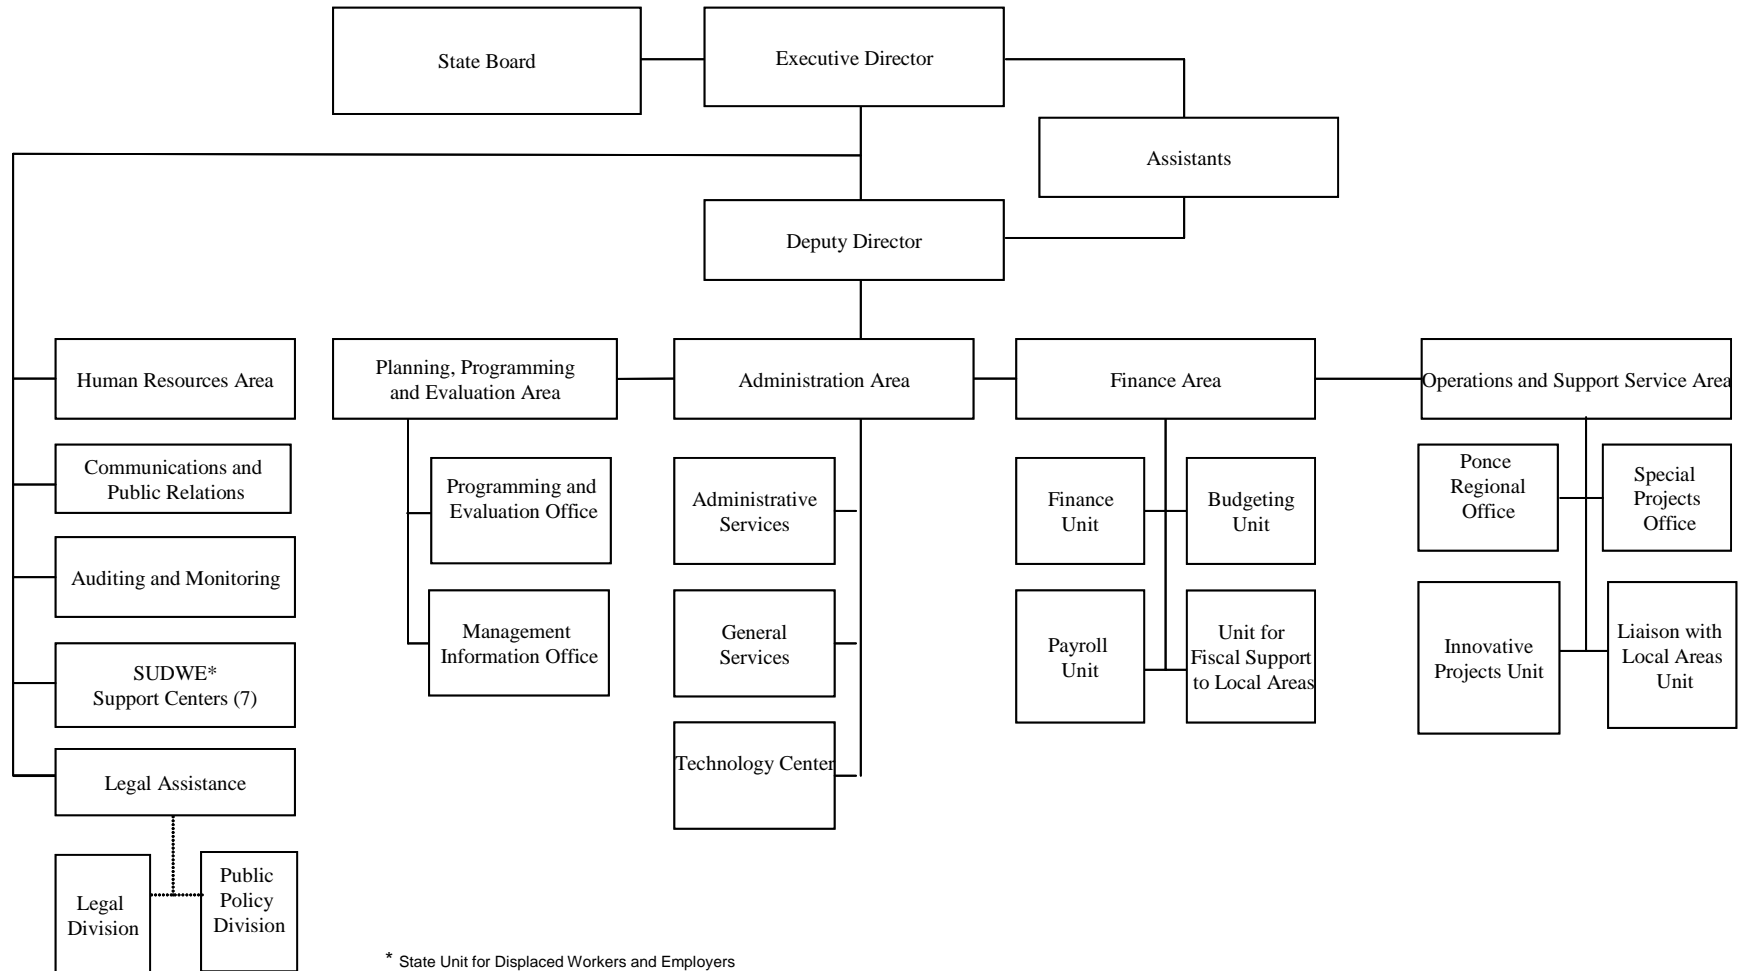 State Board
Executive Director
Assistants
Deputy Director
Human Resources Area
Planning, Programming
and Evaluation Area
Administration Area
Finance Area
Operations and Support Service Area
Communications and
Public Relations
Auditing and Monitoring
SUDWE*
Support Centers (7)
Legal Assistance
Legal
Division
Public
Policy
Division
Programming and
Evaluation Office
Management
Information Office
Administrative
Services
General
Services
Technology Center
Finance
Unit
Budgeting
Unit
Payroll
Unit
Unit for
Fiscal Support
to Local Areas
Ponce
Regional
Office
Special
Projects
Office
Innovative
Projects Unit
Liaison with
Local Areas
Unit
* State Unit for Displaced Workers and Employers